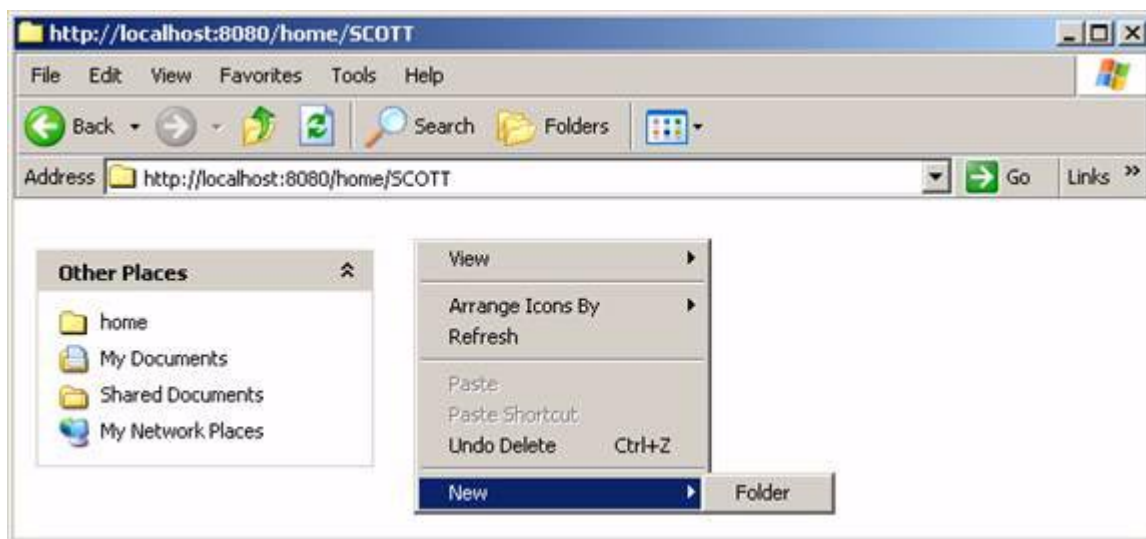 http://localhost:8080/home/SCOTT
File Edit View Favorites Tools Help
Back Search Folders
Address http://localhost:8080/home/SCOTT Go Links »
Other Places
home
My Documents
Shared Documents
My Network Places
View
Arrange Icons By
Refresh
Paste
Paste Shortcut
Undo Delete Ctrl+Z
New
Folder